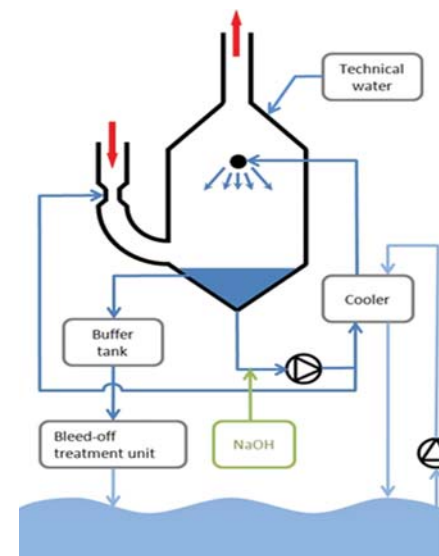 Technical
water
Cooler
Buffer
tank
Bleed-off
treatment unit
NaOH